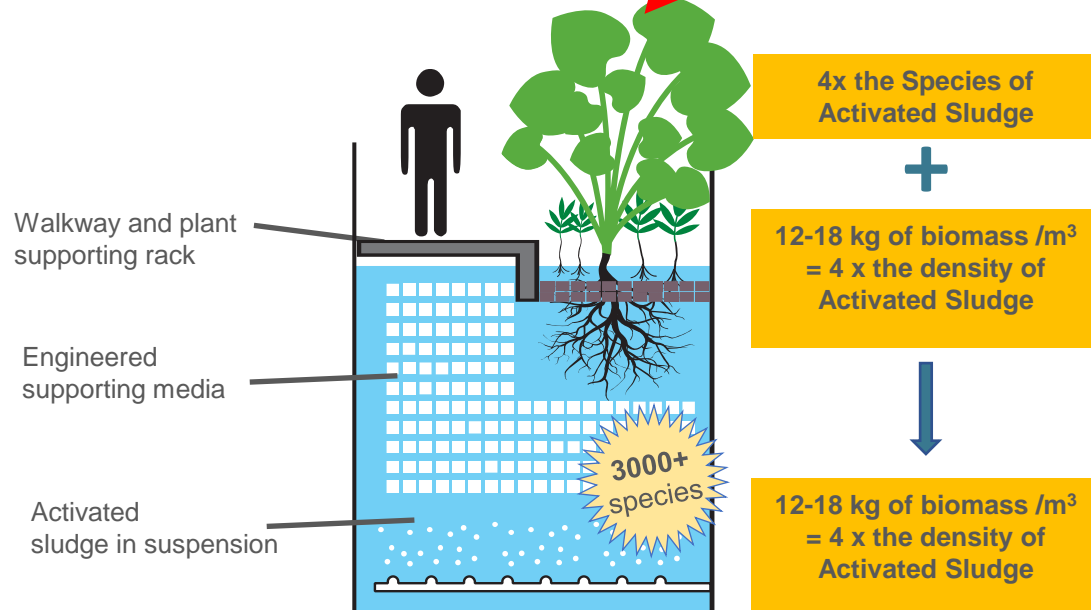 4x the Species of
Activated Sludge
+
Walkway and plant
supporting rack
12-18 kg of biomass /m³
= 4 x the density of
Activated Sludge
Engineered
supporting media
3000+
species
Activated
sludge in suspension
12-18 kg of biomass /m³
= 4 x the density of
Activated Sludge